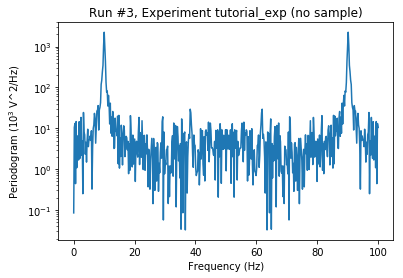 Run #3, Experiment tutorial_exp (no sample)
Periodogram (10³ V^2/Hz)
10³
10²
10¹
10⁰
10⁻¹
0 20 40 60 80 100
Frequency (Hz)